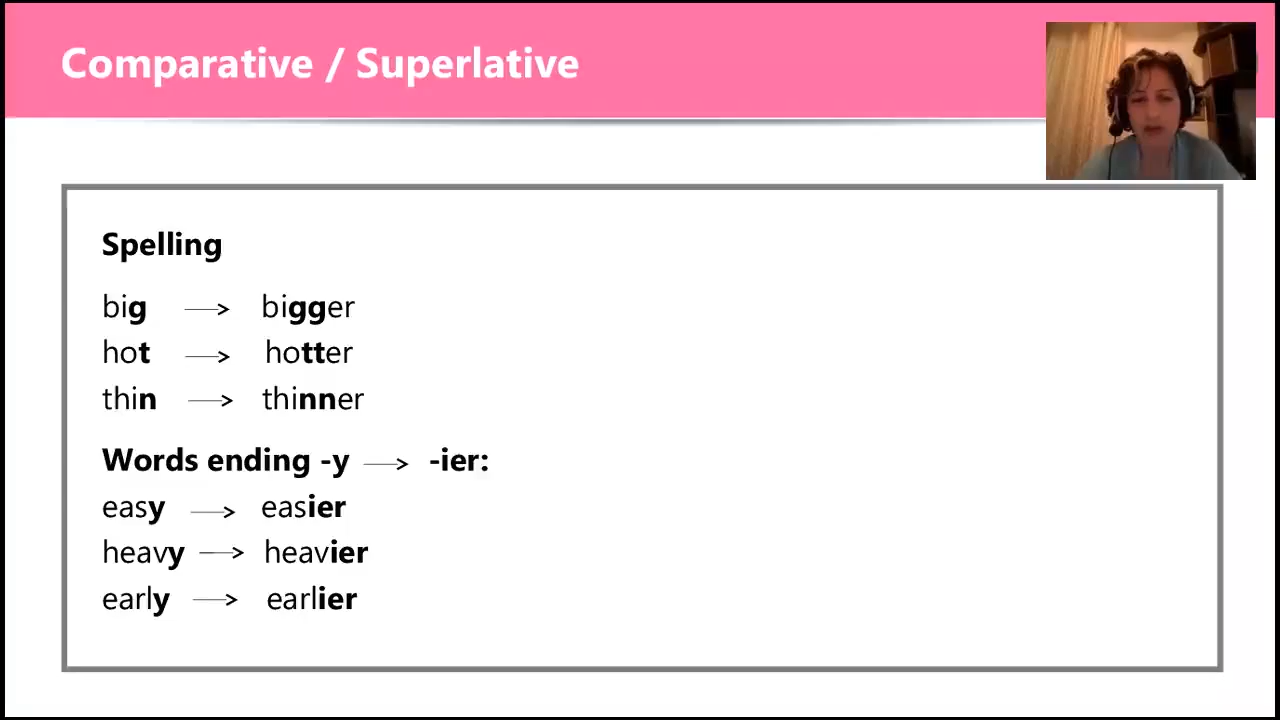 Comparative / Superlative
Spelling
big → bigger
hot → hotter
thin → thinner
Words ending -y → -ier:
easy → easier
heavy → heavier
early → earlier